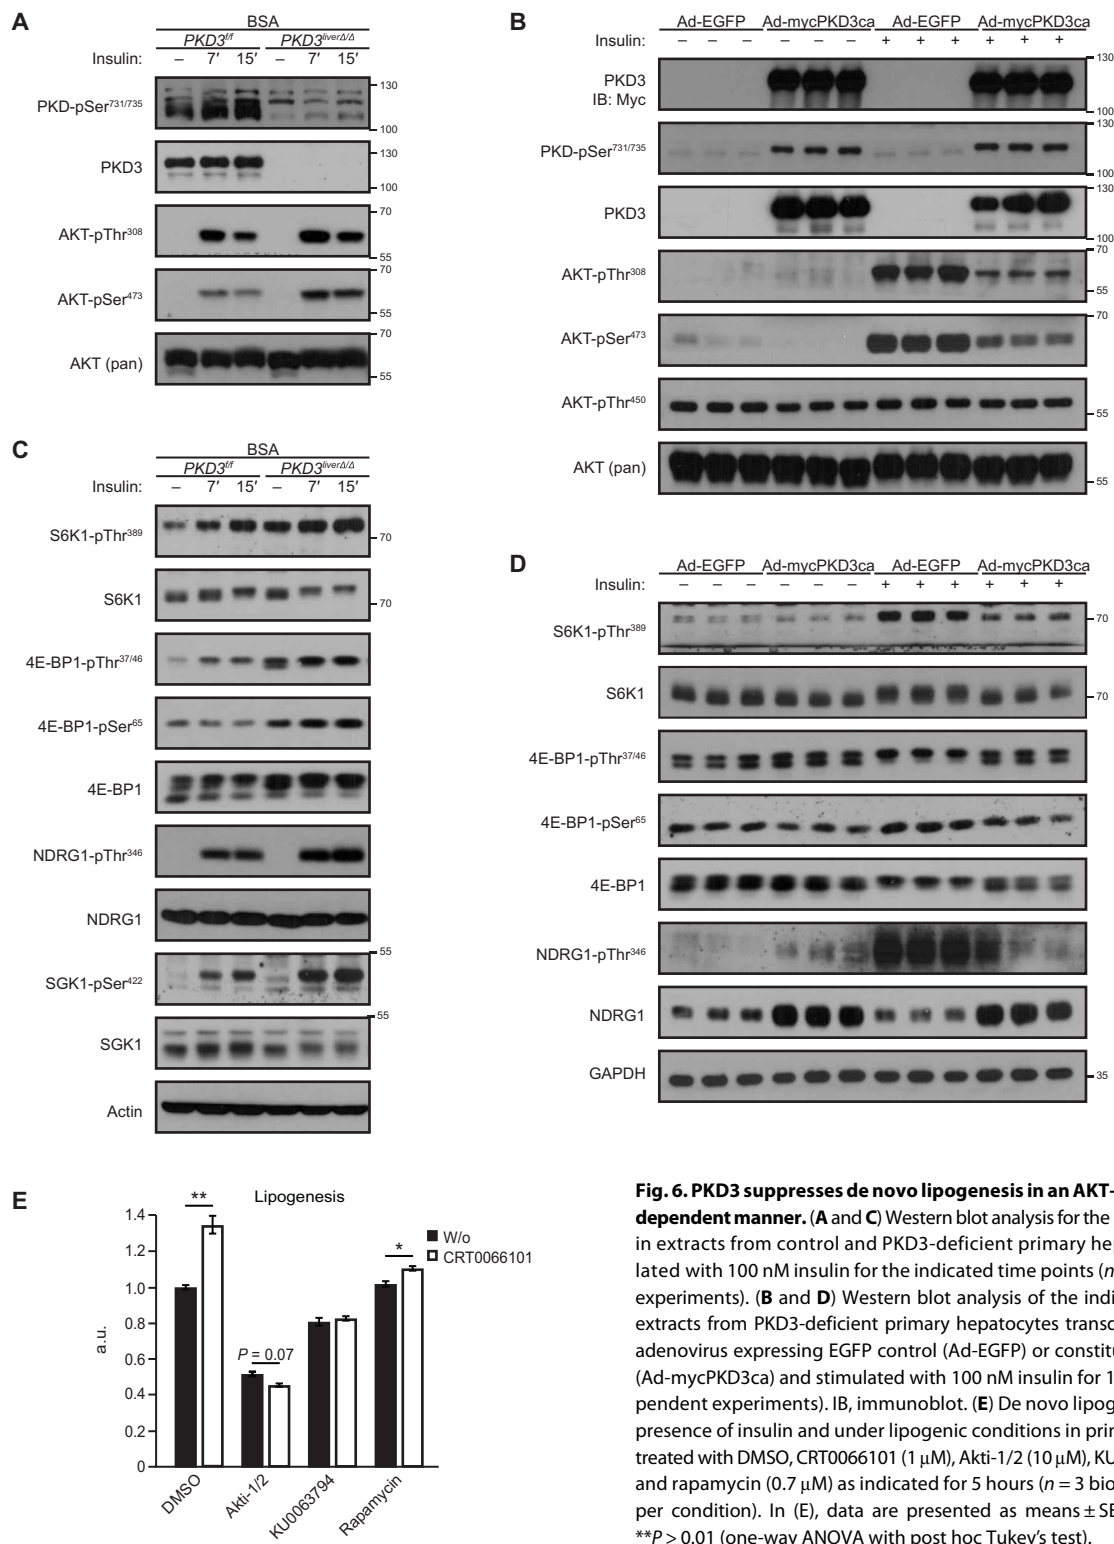 A
BSA
PKD3f/f PKD3liverΔ/Δ
Insulin: – 7′ 15′ – 7′ 15′
PKD-pSer731/735
130
100
PKD3
130
100
AKT-pThr308
70
55
AKT-pSer473
70
55
AKT (pan)
70
55
B
Ad-EGFP Ad-mycPKD3ca Ad-EGFP Ad-mycPKD3ca
Insulin: – – – – – – + + + + + +
PKD3
IB: Myc
130
100
PKD-pSer731/735
130
100
PKD3
130
100
AKT-pThr308
70
55
AKT-pSer473
70
AKT-pThr450
55
AKT (pan)
55
C
BSA
PKD3f/f PKD3liverΔ/Δ
Insulin: – 7′ 15′ – 7′ 15′
S6K1-pThr389
70
S6K1
70
4E-BP1-pThr37/46
4E-BP1-pSer65
4E-BP1
NDRG1-pThr346
NDRG1
SGK1-pSer422
55
SGK1
55
Actin
D
Ad-EGFP Ad-mycPKD3ca Ad-EGFP Ad-mycPKD3ca
Insulin: – – – – – – + + + + + +
S6K1-pThr389
70
S6K1
70
4E-BP1-pThr37/46
4E-BP1-pSer65
4E-BP1
NDRG1-pThr346
NDRG1
GAPDH
35
E
Lipogenesis
a.u.
1.4
1.2
1.0
0.8
0.6
0.4
0.2
0
**
P = 0.07
*
W/o
CRT0066101
DMSO
Akti-1/2
KU0063794
Rapamycin
Fig. 6. PKD3 suppresses de novo lipogenesis in an AKT-
dependent manner. (A and C) Western blot analysis for the
in extracts from control and PKD3-deficient primary hep
lated with 100 nM insulin for the indicated time points (n
experiments). (B and D) Western blot analysis of the indi
extracts from PKD3-deficient primary hepatocytes transd
adenovirus expressing EGFP control (Ad-EGFP) or constitu
(Ad-mycPKD3ca) and stimulated with 100 nM insulin for 1
pendent experiments). IB, immunoblot. (E) De novo lipog
presence of insulin and under lipogenic conditions in prim
treated with DMSO, CRT0066101 (1 μM), Akti-1/2 (10 μM), KU
and rapamycin (0.7 μM) as indicated for 5 hours (n = 3 bio
per condition). In (E), data are presented as means ± SE
**P > 0.01 (one-way ANOVA with post hoc Tukey's test).